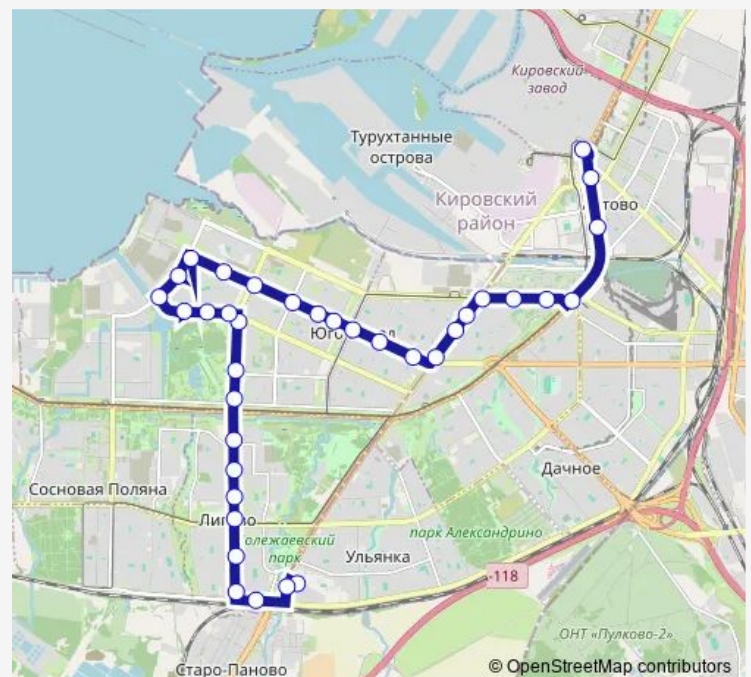 Кировский
завод
Турухтанные
острова
Кировский
район
Дачное
Сосновая Поляна
парк Александрино
парк
Ульянка
-118
ОНТ «Пулково-2»
Старо-Паново
© OpenStreetMap contributors